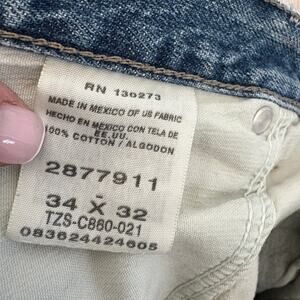 RN 130273
MADE IN MEXICO OF US FABRIC
HECHO EN MEXICO CON TELA DE
EE.UU.
100% COTTON / ALGODON
2877911
34 X 32
TZS-C860-021
083624424605